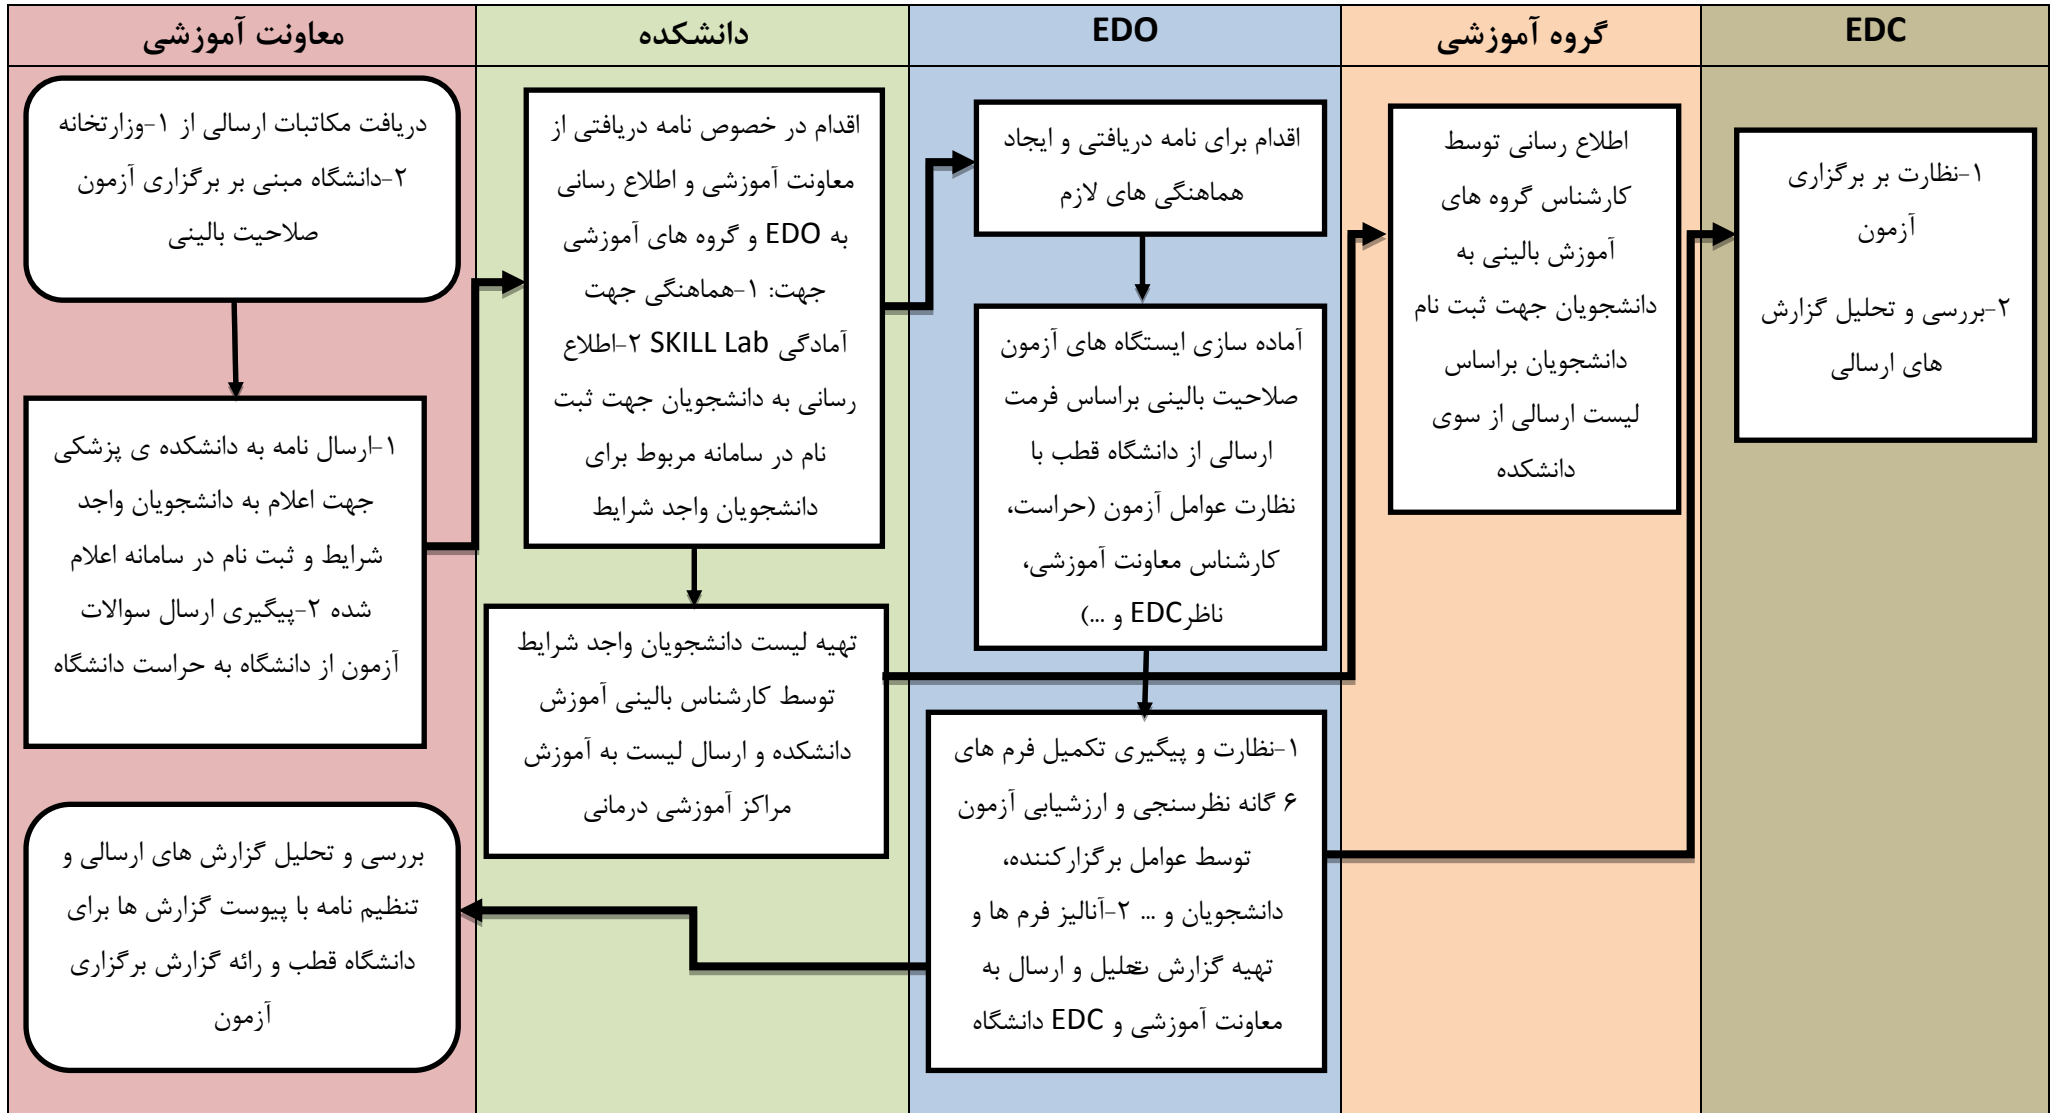 معاونت آموزشی
دانشکده
EDO
گروه آموزشی
EDC
دریافت مکاتبات ارسالی از ۱-وزارتخانه
۲-دانشگاه مبنی بر برگزاری آزمون
صلاحیت بالینی
۱-ارسال نامه به دانشکده ی پزشکی
جهت اعلام به دانشجویان واجد
شرایط و ثبت نام در سامانه اعلام
شده ۲-پیگیری ارسال سوالات
آزمون از دانشگاه به حراست دانشگاه
بررسی و تحلیل گزارش های ارسالی و
تنظیم نامه با پیوست گزارش ها برای
دانشگاه قطب و رائه گزارش برگزاری
آزمون
اقدام در خصوص نامه دریافتی از
معاونت آموزشی و اطلاع رسانی
به EDO و گروه های آموزشی
جهت: ۱-هماهنگی جهت
آمادگی SKILL Lab ۲-اطلاع
رسانی به دانشجویان جهت ثبت
نام در سامانه مربوط برای
دانشجویان واجد شرایط
تهیه لیست دانشجویان واجد شرایط
توسط کارشناس بالینی آموزش
دانشکده و ارسال لیست به آموزش
مراکز آموزشی درمانی
اقدام برای نامه دریافتی و ایجاد
هماهنگی های لازم
آماده سازی ایستگاه های آزمون
صلاحیت بالینی براساس فرمت
ارسالی از دانشگاه قطب با
نظارت عوامل آزمون (حراست،
کارشناس معاونت آموزشی،
ناظرEDC و ...)
۱-نظارت و پیگیری تکمیل فرم های
۶ گانه نظرسنجی و ارزشیابی آزمون
توسط عوامل برگزارکننده،
دانشجویان و ... ۲-آنالیز فرم ها و
تهیه گزارش تحلیل و ارسال به
معاونت آموزشی و EDC دانشگاه
اطلاع رسانی توسط
کارشناس گروه های
آموزش بالینی به
دانشجویان جهت ثبت نام
دانشجویان براساس
لیست ارسالی از سوی
دانشکده
۱-نظارت بر برگزاری
آزمون
۲-بررسی و تحلیل گزارش
های ارسالی